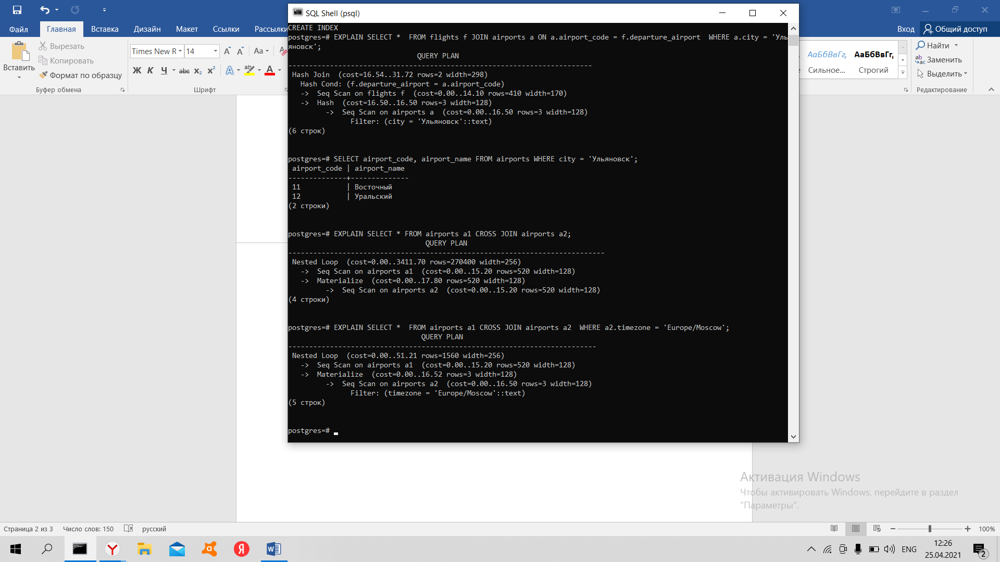 SQL Shell (psql)
Файл
Главная
Вставка
Дизайн
Макет
Ссылки
Рассылки
Вход
Общий доступ
Вставить
Вырезать
Копировать
Формат по образцу
Буфер обмена
Times New R
14
Aa
Ж К Ч abc x₂ x²
Шрифт
АаБбВвГг,
АаБбВвГг,
Сильное...
Строгий
Найти
Заменить
Выделить
Редактирование
CREATE INDEX
postgres=# EXPLAIN SELECT *  FROM flights f JOIN airports a ON a.airport_code = f.departure_airport  WHERE a.city = 'Уль
яновск';
QUERY PLAN
-------------------------------------------------------------------------
Hash Join  (cost=16.54..31.72 rows=2 width=298)
Hash Cond: (f.departure_airport = a.airport_code)
->  Seq Scan on flights f  (cost=0.00..14.10 rows=410 width=170)
->  Hash  (cost=16.50..16.50 rows=3 width=128)
->  Seq Scan on airports a  (cost=0.00..16.50 rows=3 width=128)
Filter: (city = 'Ульяновск'::text)
(6 строк)
postgres=# SELECT airport_code, airport_name FROM airports WHERE city = 'Ульяновск';
airport_code | airport_name
--------------+--------------
11           | Восточный
12           | Уральский
(2 строки)
postgres=# EXPLAIN SELECT * FROM airports a1 CROSS JOIN airports a2;
QUERY PLAN
----------------------------------------------------------------------------
Nested Loop  (cost=0.00..3411.70 rows=270400 width=256)
->  Seq Scan on airports a1  (cost=0.00..15.20 rows=520 width=128)
->  Materialize  (cost=0.00..17.80 rows=520 width=128)
->  Seq Scan on airports a2  (cost=0.00..15.20 rows=520 width=128)
(4 строки)
postgres=# EXPLAIN SELECT *  FROM airports a1 CROSS JOIN airports a2  WHERE a2.timezone = 'Europe/Moscow';
QUERY PLAN
--------------------------------------------------------------------------
Nested Loop  (cost=0.00..51.21 rows=1560 width=256)
->  Seq Scan on airports a1  (cost=0.00..15.20 rows=520 width=128)
->  Materialize  (cost=0.00..16.52 rows=3 width=128)
->  Seq Scan on airports a2  (cost=0.00..16.50 rows=3 width=128)
Filter: (timezone = 'Europe/Moscow'::text)
(5 строк)
postgres=#
Активация Windows
Чтобы активировать Windows, перейдите в раздел
"Параметры".
Страница 2 из 3
Число слов: 150
русский
100%
ENG
12:26
25.04.2021
2